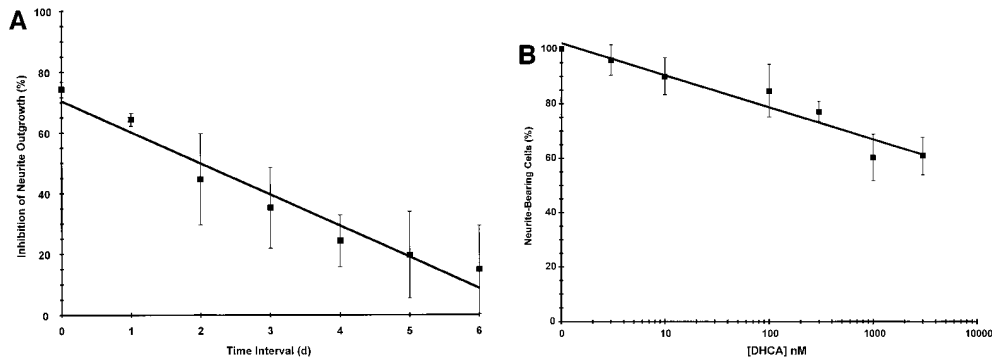 A
100
80
60
40
20
0
Inhibition of Neurite Outgrowth (%)
0 1 2 3 4 5 6
Time Interval (d)
B
100
80
60
40
20
0
Neurite-Bearing Cells (%)
0 10 100 1000 10000
[DHCA] nM